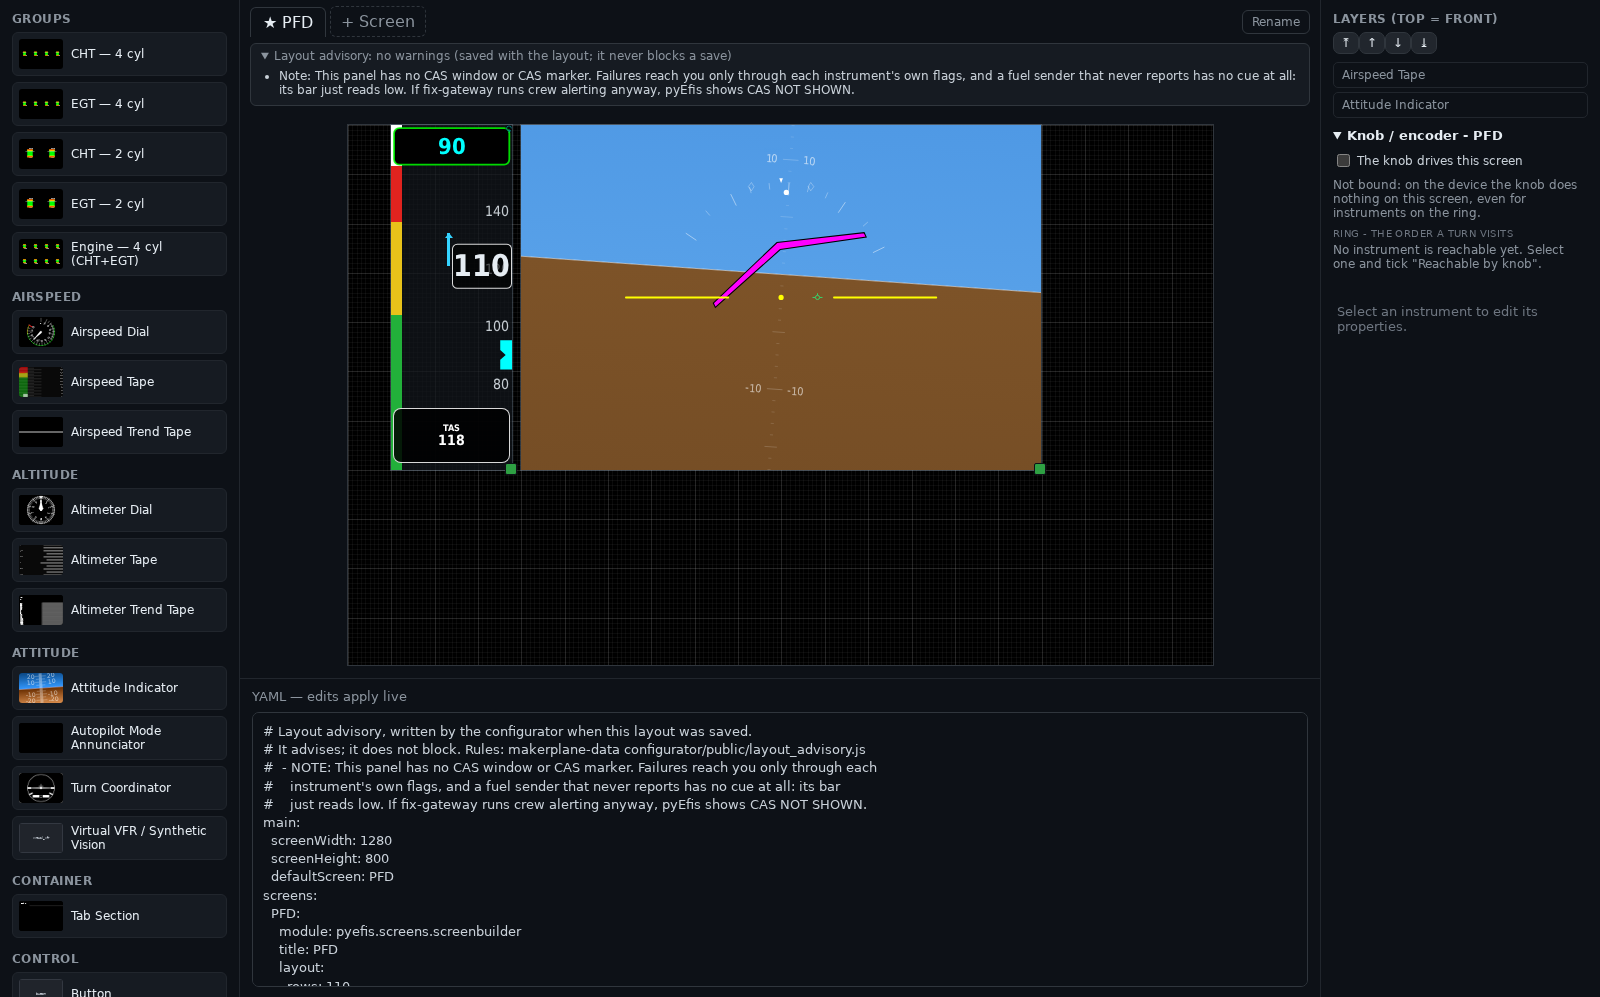 GROUPS
CHT — 4 cyl
EGT — 4 cyl
CHT — 2 cyl
EGT — 2 cyl
Engine — 4 cyl
(CHT+EGT)
AIRSPEED
Airspeed Dial
Airspeed Tape
Airspeed Trend Tape
ALTITUDE
Altimeter Dial
Altimeter Tape
Altimeter Trend Tape
ATTITUDE
Attitude Indicator
Autopilot Mode
Annunciator
Turn Coordinator
Virtual VFR / Synthetic
Vision
CONTAINER
Tab Section
CONTROL
Button
★ PFD
+ Screen
Rename
▼ Layout advisory: no warnings (saved with the layout; it never blocks a save)
• Note: This panel has no CAS window or CAS marker. Failures reach you only through each instrument's own flags, and a fuel sender that never reports has no cue at all:
its bar just reads low. If fix-gateway runs crew alerting anyway, pyEfis shows CAS NOT SHOWN.
90
140
110
100
80
TAS
118
10 10
-10 -10
YAML — edits apply live
# Layout advisory, written by the configurator when this layout was saved.
# It advises; it does not block. Rules: makerplane-data configurator/public/layout_advisory.js
#  - NOTE: This panel has no CAS window or CAS marker. Failures reach you only through each
#    instrument's own flags, and a fuel sender that never reports has no cue at all: its bar
#    just reads low. If fix-gateway runs crew alerting anyway, pyEfis shows CAS NOT SHOWN.
main:
  screenWidth: 1280
  screenHeight: 800
  defaultScreen: PFD
screens:
  PFD:
    module: pyefis.screens.screenbuilder
    title: PFD
    layout:
      rows: 110
LAYERS (TOP = FRONT)
⤒ ↑ ↓ ⤓
Airspeed Tape
Attitude Indicator
▼ Knob / encoder - PFD
The knob drives this screen
Not bound: on the device the knob does
nothing on this screen, even for
instruments on the ring.
RING - THE ORDER A TURN VISITS
No instrument is reachable yet. Select
one and tick "Reachable by knob".
Select an instrument to edit its
properties.